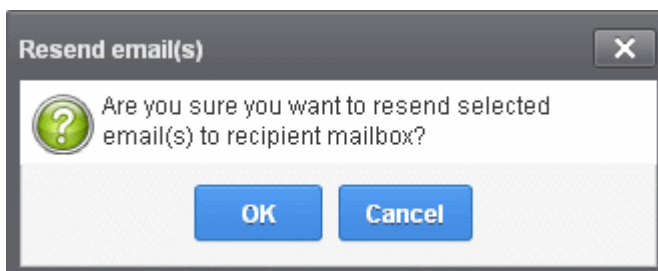 Resend email(s)
Are you sure you want to resend selected
email(s) to recipient mailbox?
OK
Cancel